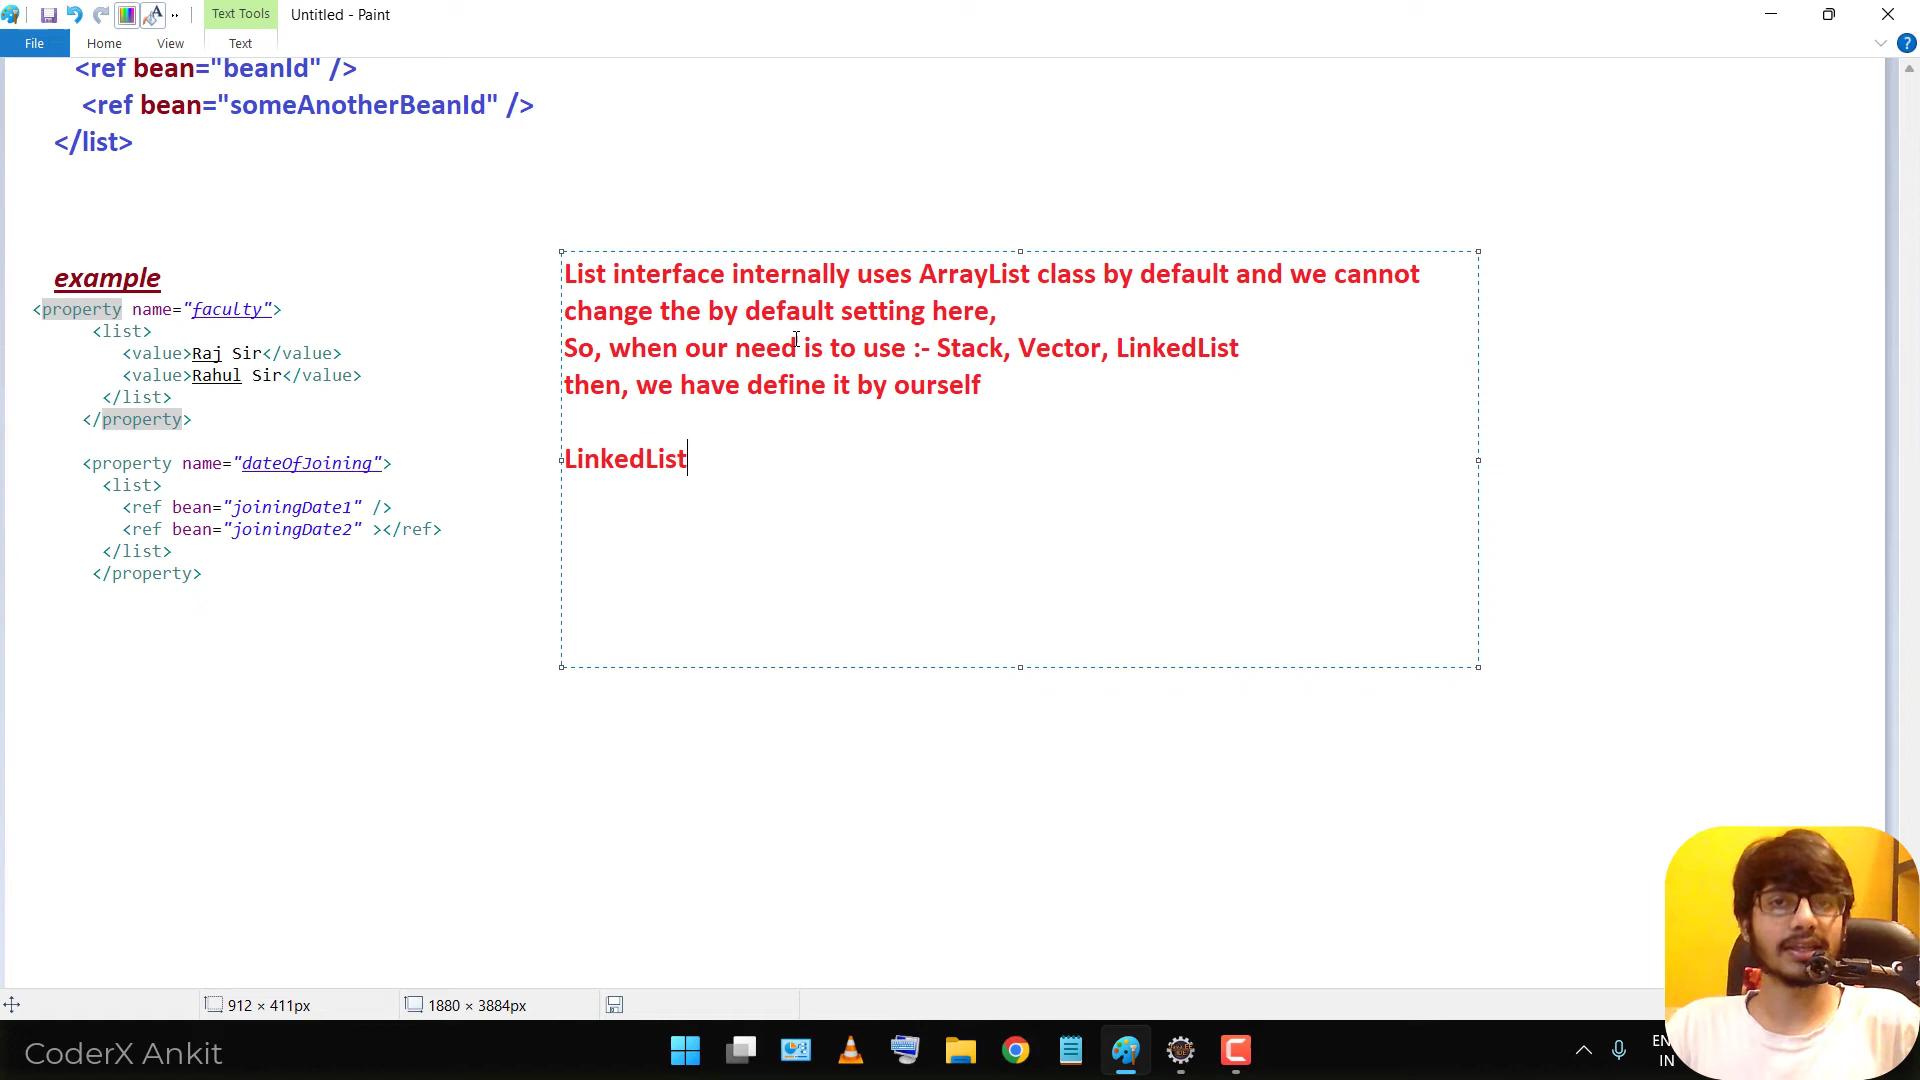 Text Tools
Untitled - Paint
File
Home
View
Text
<ref bean="beanId" />
<ref bean="someAnotherBeanId" />
</list>
example
<property name="faculty">
<list>
<value>Raj Sir</value>
<value>Rahul Sir</value>
</list>
</property>
<property name="dateOfJoining">
<list>
<ref bean="joiningDate1" />
<ref bean="joiningDate2" ></ref>
</list>
</property>
List interface internally uses ArrayList class by default and we cannot
change the by default setting here,
So, when our need is to use :- Stack, Vector, LinkedList
then, we have define it by ourself
LinkedList
912 × 411px
1880 × 3884px
CoderX Ankit
IN